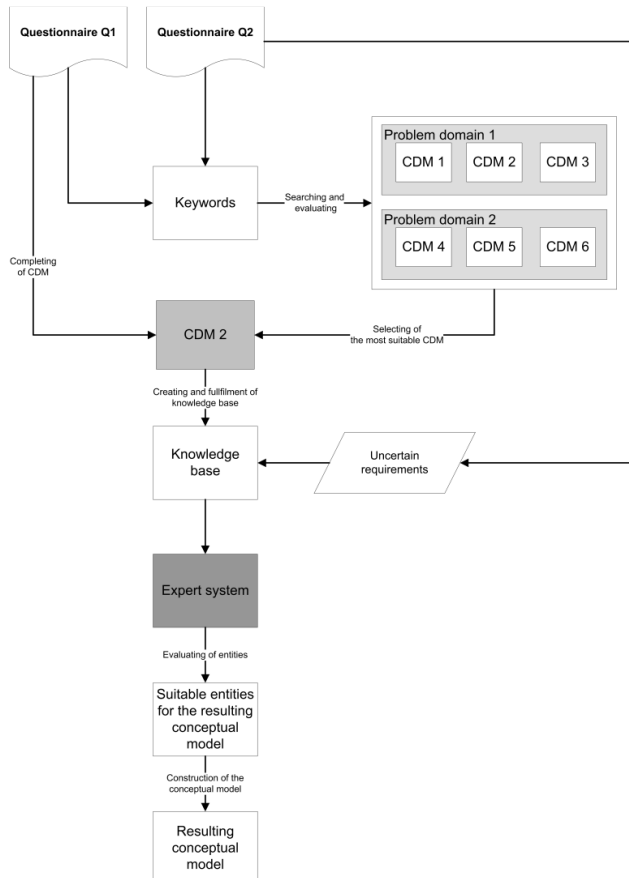 Questionnaire Q1
Questionnaire Q2
Problem domain 1
CDM 1
CDM 2
CDM 3
Keywords
Searching and
evaluating
Problem domain 2
CDM 4
CDM 5
CDM 6
Completing
of CDM
CDM 2
Selecting of
the most suitable CDM
Creating and fullfilment of
knowledge base
Knowledge
base
Uncertain
requirements
Expert system
Evaluating of entities
Suitable entities
for the resulting
conceptual
model
Construction of the
conceptual model
Resulting
conceptual
model